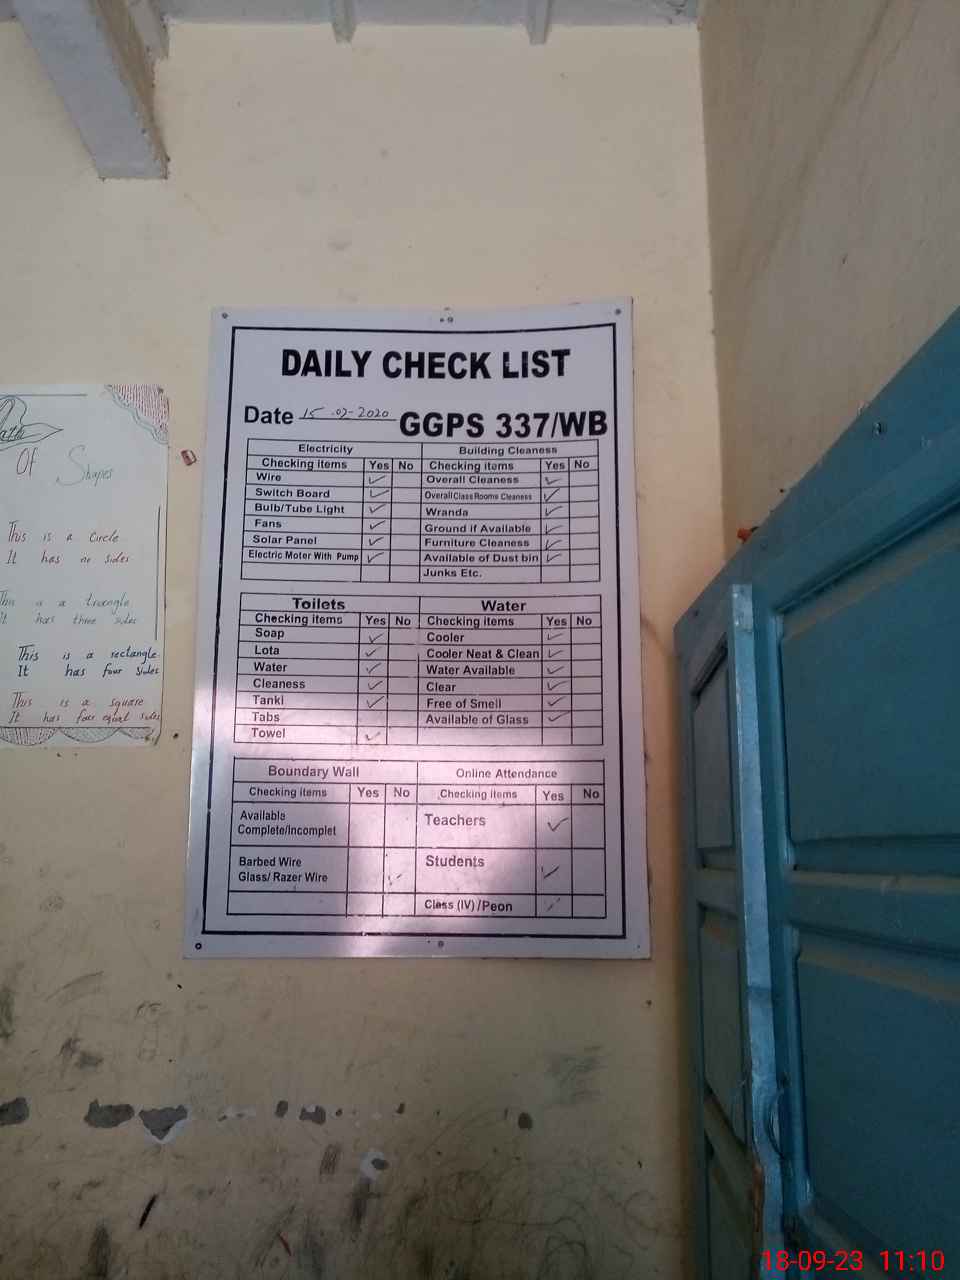 DAILY CHECK LIST
Date 15-02-2020 GGPS 337/WB
Electricity
Checking items Yes No
Wire ✓
Switch Board ✓
Bulb/Tube Light ✓
Fans ✓
Solar Panel ✓
Electric Moter With Pump ✓
Building Cleaness
Checking items Yes No
Overall Cleaness ✓
Overall Class Rooms Cleaness ✓
Wranda ✓
Ground if Available ✓
Furniture Cleaness ✓
Available of Dust bin ✓
Junks Etc.
Toilets
Checking items Yes No
Soap ✓
Lota ✓
Water ✓
Cleaness ✓
Tanki ✓
Tabs
Towel ✓
Water
Checking items Yes No
Cooler ✓
Cooler Neat & Clean ✓
Water Available ✓
Clear ✓
Free of Smell ✓
Available of Glass ✓
Boundary Wall
Checking items Yes No
Available
Complete/Incomplet
Barbed Wire
Glass/ Razer Wire ✓
Online Attendance
Checking items Yes No
Teachers ✓
Students ✓
Class (IV) /Peon ✓
Of Shapes
This is a Circle
It has no sides
This is a triangle
It has three sides
This is a rectangle
It has four sides
This is a square
It has four equal sides
18-09-23 11:10